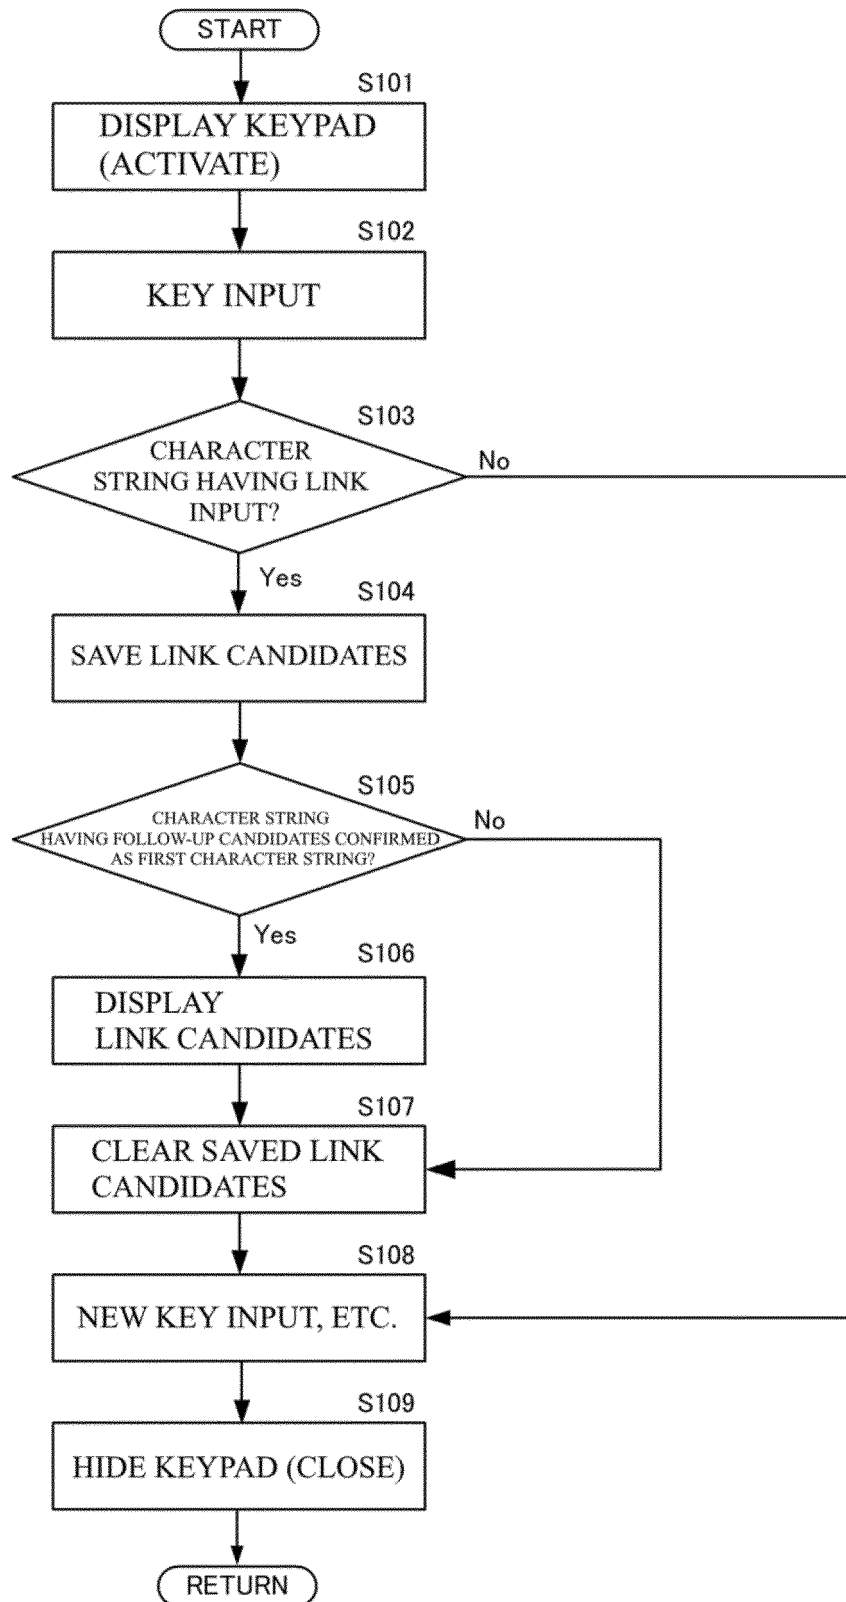 START
S101
DISPLAY KEYPAD
(ACTIVATE)
S102
KEY INPUT
S103
CHARACTER
STRING HAVING LINK
INPUT?
No
Yes
S104
SAVE LINK CANDIDATES
S105
CHARACTER STRING
HAVING FOLLOW-UP CANDIDATES CONFIRMED
AS FIRST CHARACTER STRING?
No
Yes
S106
DISPLAY
LINK CANDIDATES
S107
CLEAR SAVED LINK
CANDIDATES
S108
NEW KEY INPUT, ETC.
S109
HIDE KEYPAD (CLOSE)
RETURN